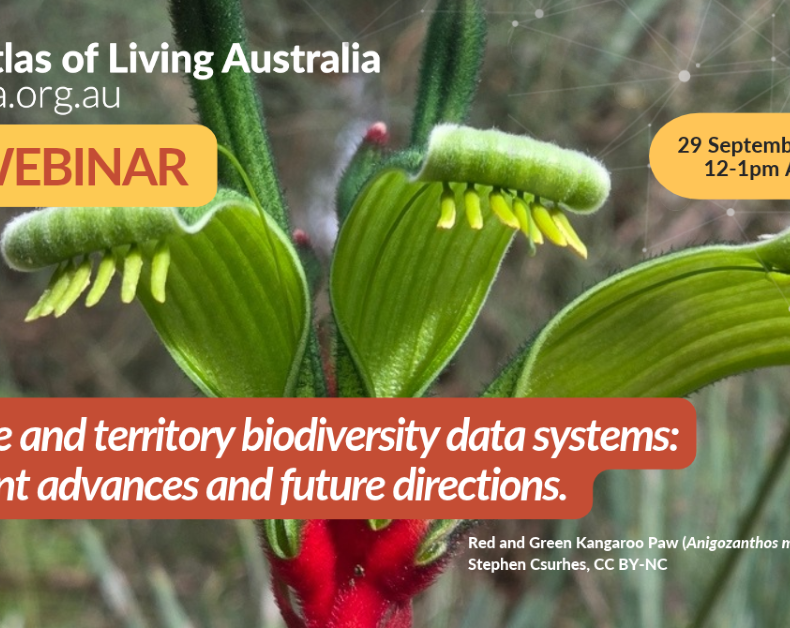 tlas of Living Australia
a.org.au
WEBINAR
29 Septemb
12-1pm A
e and territory biodiversity data systems:
nt advances and future directions.
Red and Green Kangaroo Paw (Anigozanthos m
Stephen Csurhes, CC BY-NC